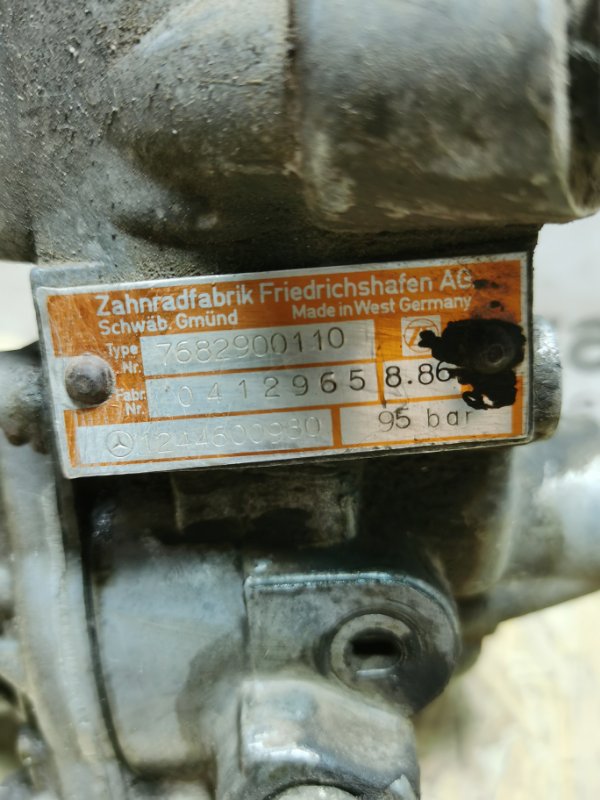 Zahnradfabrik Friedrichshafen AG
Schwäb. Gmünd Made in West Germany
Type Nr. 7682900110
Fabr. Nr. 0412965 8.86
1244600980 95 bar